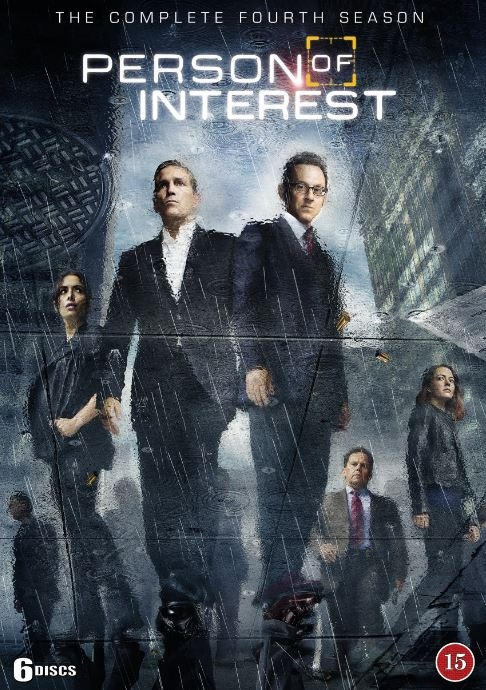 THE COMPLETE FOURTH SEASON
PERSON OF
INTEREST
6 DISCS
15